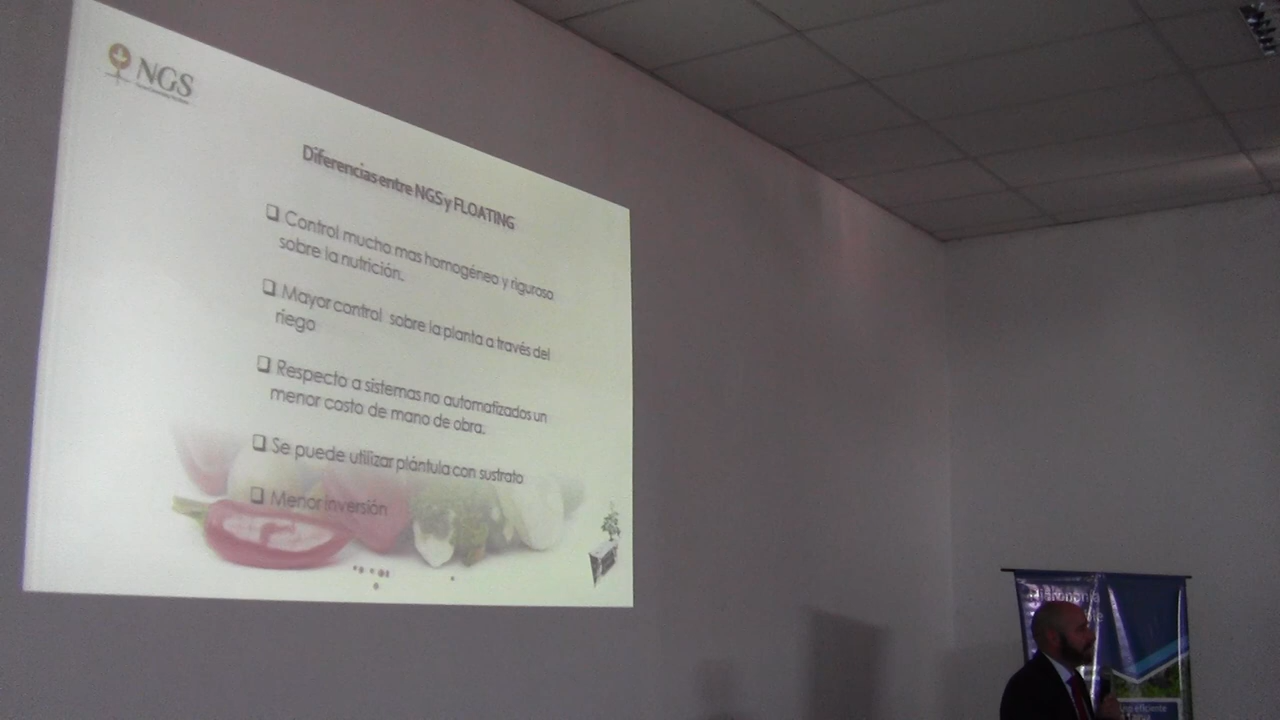 NGS
Diferencias entre NGS y FLOATING
Control mucho mas homogéneo y riguroso
sobre la nutrición.
Mayor control sobre la planta a través del
riego
Respecto a sistemas no automatizados un
menor costo de mano de obra.
Se puede utilizar plántula con sustrato
Menor inversión
Uso eficiente